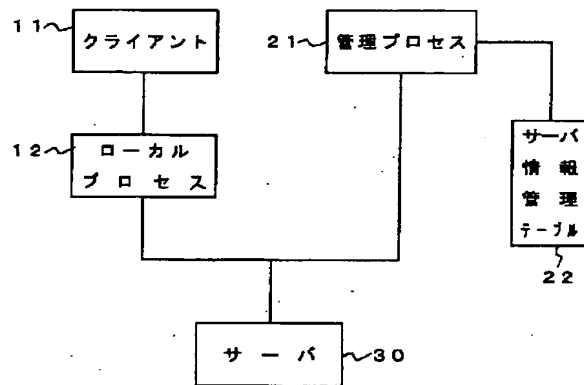 11 クライアント
21 管理プロセス
12 ローカル
プロセス
サーバ
情報
管理
テーブル
22
サーバ 30